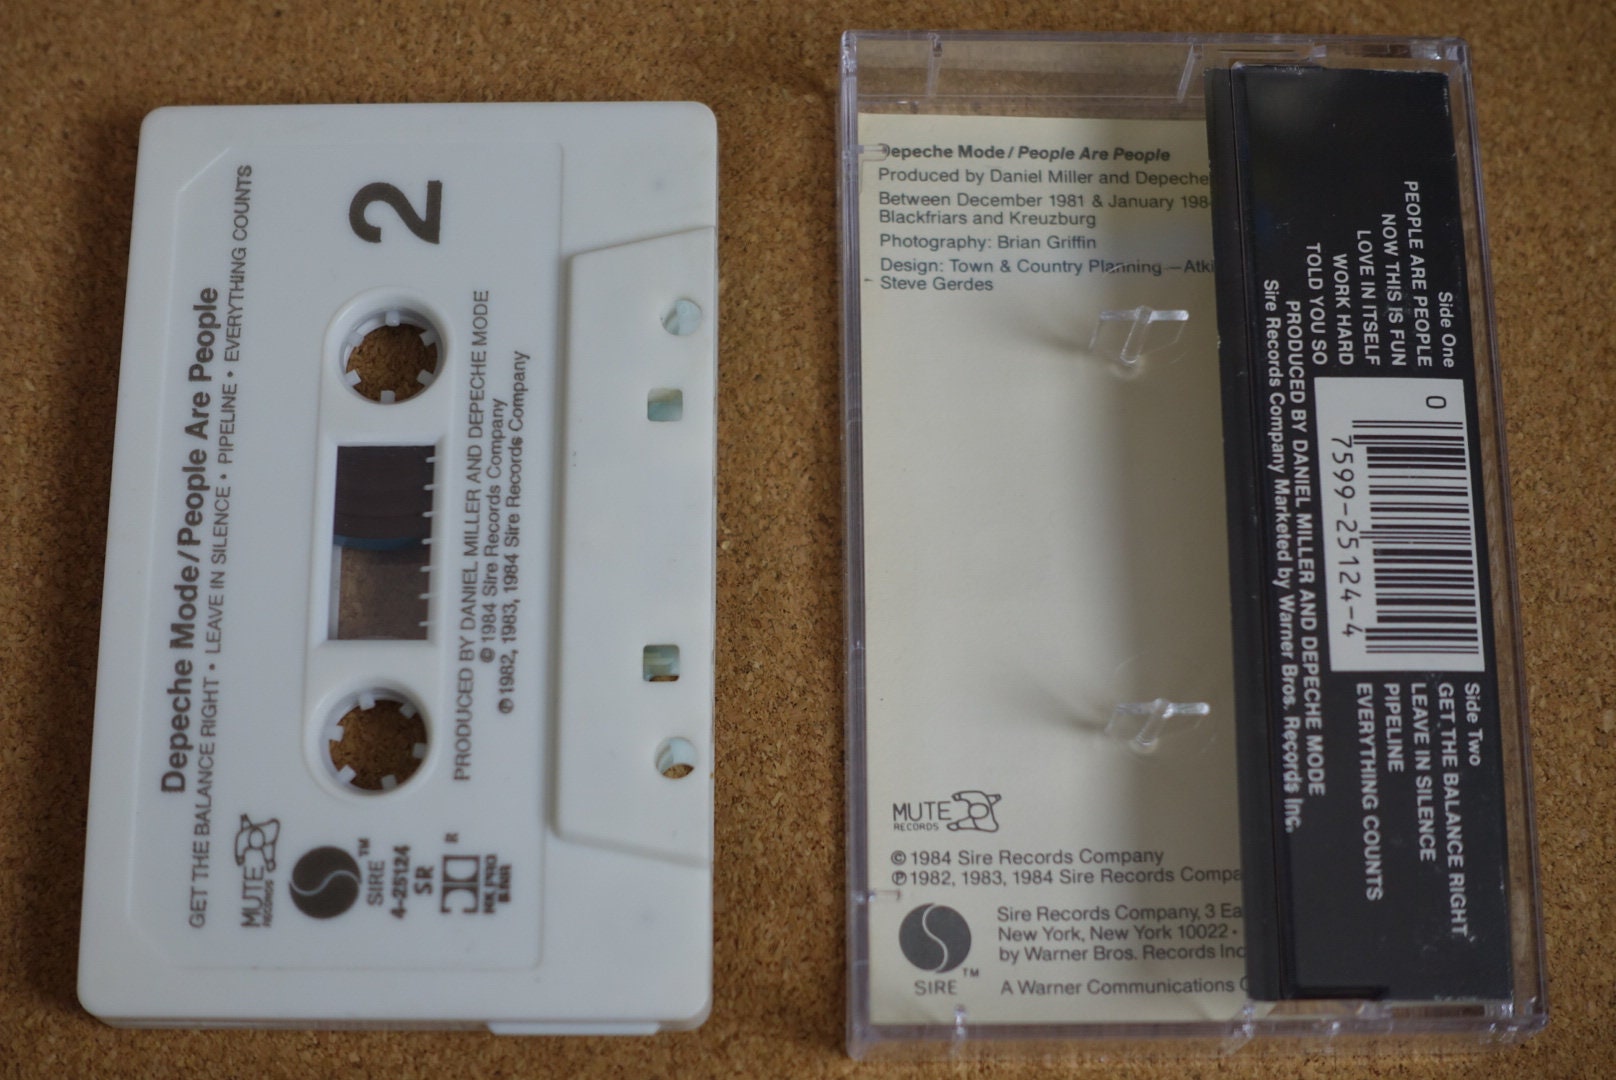 2
Depeche Mode/People Are People
GET THE BALANCE RIGHT • LEAVE IN SILENCE • PIPELINE • EVERYTHING COUNTS
PRODUCED BY DANIEL MILLER AND DEPECHE MODE
© 1984 Sire Records Company
℗ 1982, 1983, 1984 Sire Records Company
MUTE
RECORDS
SIRE™
4-25124
SR
Depeche Mode/People Are People
Produced by Daniel Miller and Depeche
Between December 1981 & January 198
Blackfriars and Kreuzburg
Photography: Brian Griffin
Design: Town & Country Planning—Atki
Steve Gerdes
MUTE
RECORDS
© 1984 Sire Records Company
℗ 1982, 1983, 1984 Sire Records Compa
SIRE™
Sire Records Company, 3 Ea
New York, New York 10022 •
by Warner Bros. Records Inc
A Warner Communications
Side One
PEOPLE ARE PEOPLE
NOW THIS IS FUN
LOVE IN ITSELF
WORK HARD
TOLD YOU SO
0
7599-25124-4
Side Two
GET THE BALANCE RIGHT
LEAVE IN SILENCE
PIPELINE
EVERYTHING COUNTS
PRODUCED BY DANIEL MILLER AND DEPECHE MODE
Sire Records Company Marketed by Warner Bros. Records Inc.